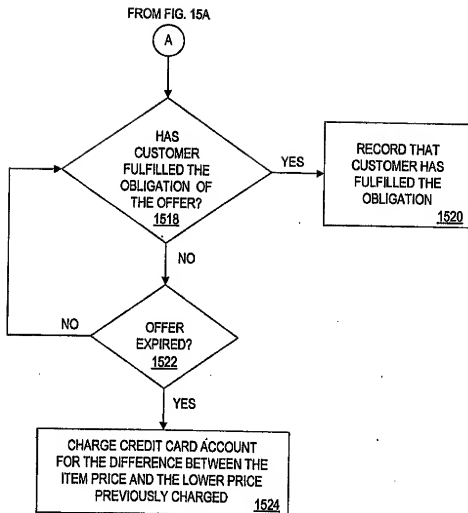 FROM FIG. 15A
A
HAS
CUSTOMER
FULFILLED THE
OBLIGATION OF
THE OFFER?
1518
YES
RECORD THAT
CUSTOMER HAS
FULFILLED THE
OBLIGATION
1520
NO
NO
OFFER
EXPIRED?
1522
YES
CHARGE CREDIT CARD ACCOUNT
FOR THE DIFFERENCE BETWEEN THE
ITEM PRICE AND THE LOWER PRICE
PREVIOUSLY CHARGED
1524